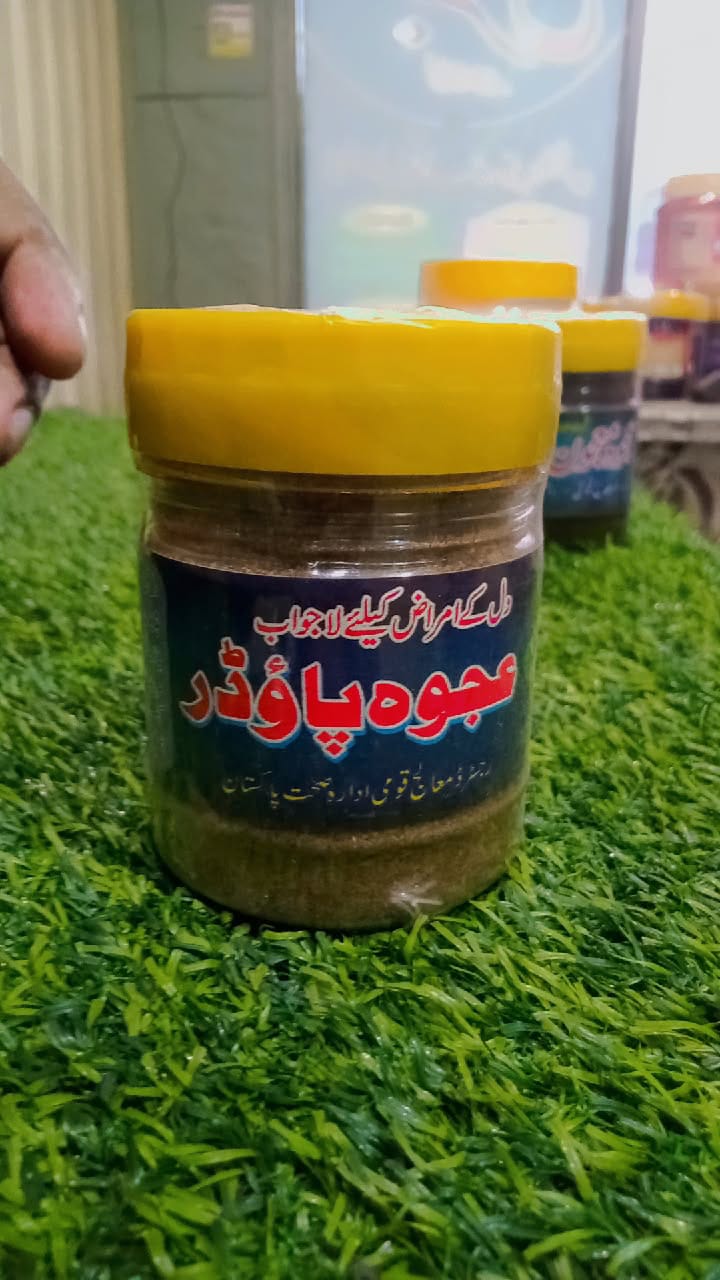 دل کے امراض کیلئے لاجواب
عجوہ پاؤڈر
رجسٹرڈ معالج قومی ادارہ صحت پاکستان